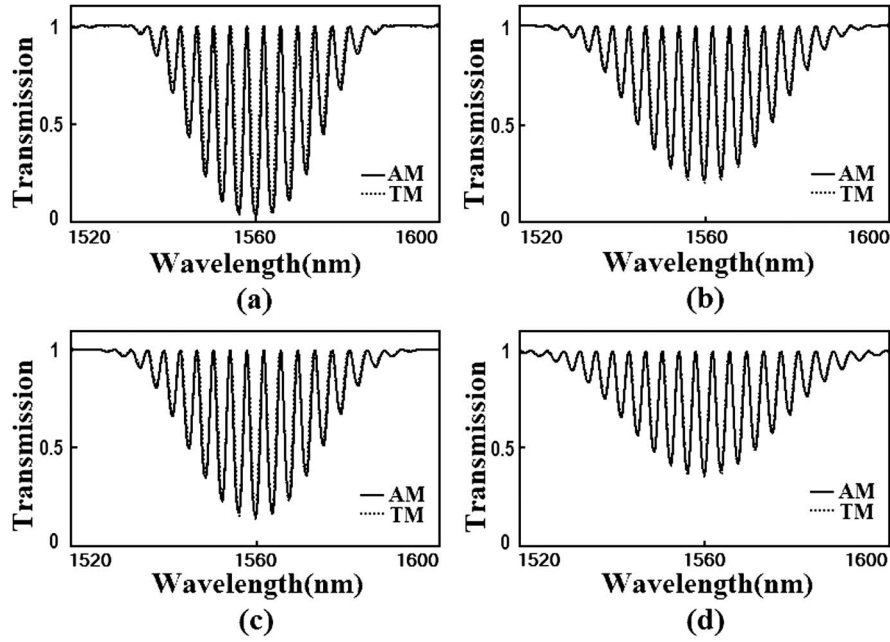 1
0.5
0
Transmission
AM
TM
1520 1560 1600
Wavelength(nm)
(a)
1
0.5
0
Transmission
AM
TM
1520 1560 1600
Wavelength(nm)
(b)
1
0.5
0
Transmission
AM
TM
1520 1560 1600
Wavelength(nm)
(c)
1
0.5
0
Transmission
AM
TM
1520 1560 1600
Wavelength(nm)
(d)